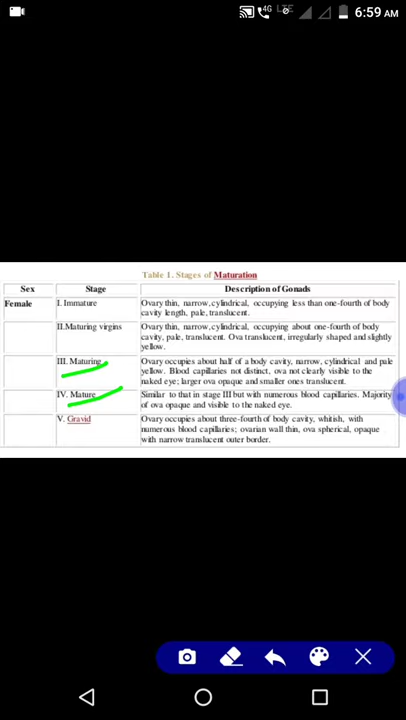 4G LTE 6:59 AM
Table 1. Stages of Maturation
Sex Stage Description of Gonads
Female I. Immature Ovary thin, narrow, cylindrical, occupying less than one-fourth of body
cavity length, pale, translucent.
II.Maturing virgins Ovary thin, narrow, cylindrical, occupying about one-fourth of body
cavity, pale, translucent. Ova translucent, irregularly shaped and slightly
yellow.
III. Maturing Ovary occupies about half of a body cavity, narrow, cylindrical and pale
yellow. Blood capillaries not distinct, ova not clearly visible to the
naked eye; larger ova opaque and smaller ones translucent.
IV. Mature Similar to that in stage III but with numerous blood capillaries. Majority
of ova opaque and visible to the naked eye.
V. Gravid Ovary occupies about three-fourth of body cavity, whitish, with
numerous blood capillaries; ovarian wall thin, ova spherical, opaque
with narrow translucent outer border.